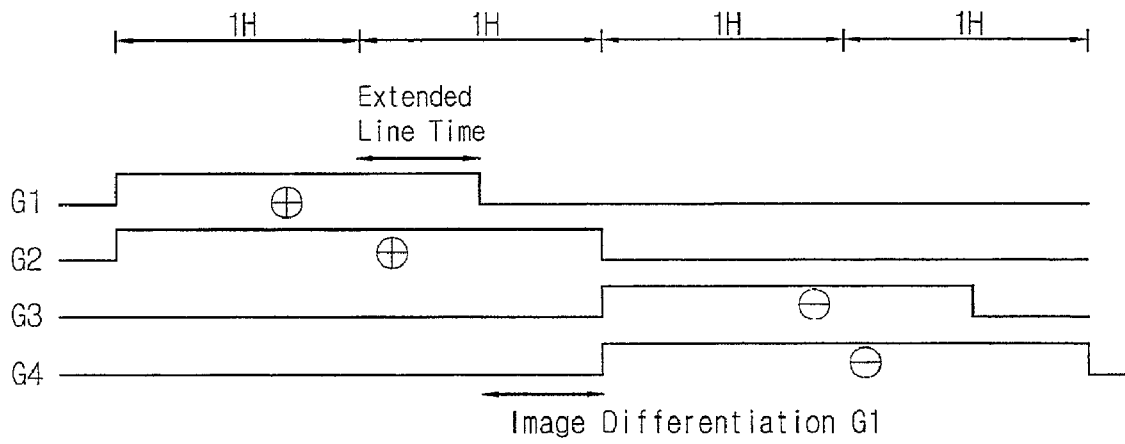 1H 1H 1H 1H
Extended
Line Time
G1
G2
G3
G4
Image Differentiation G1